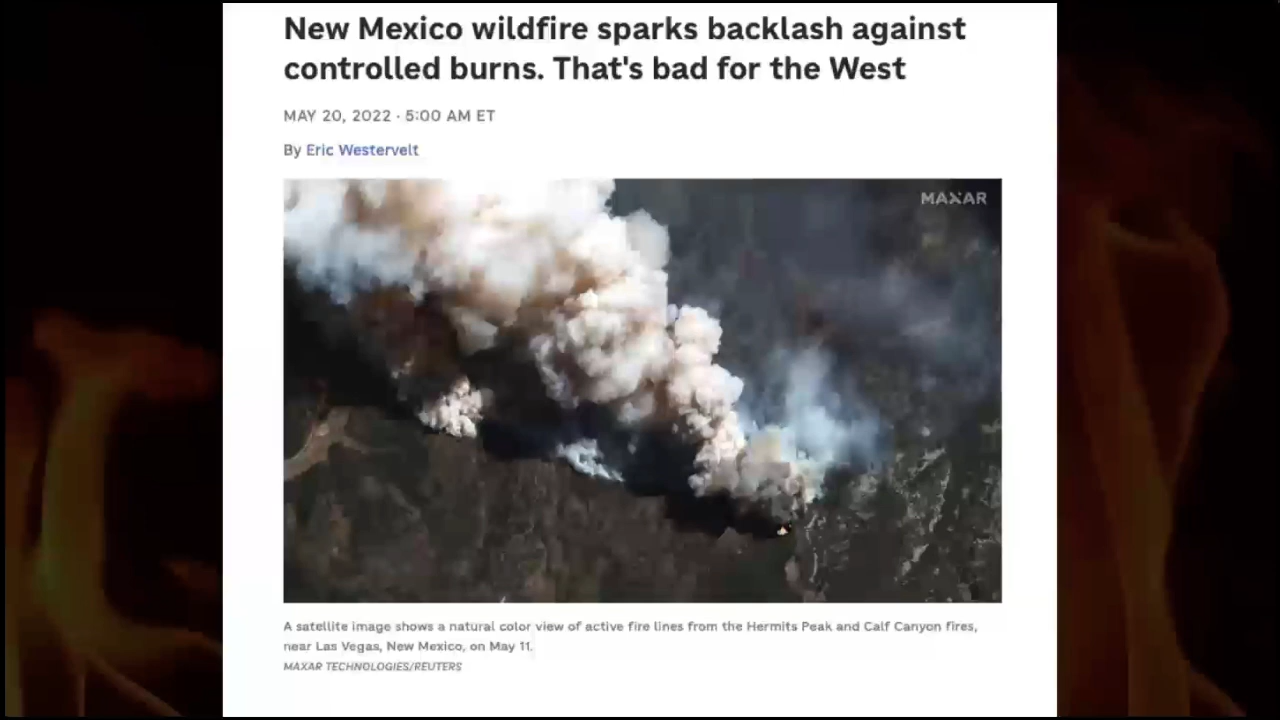 New Mexico wildfire sparks backlash against
controlled burns. That's bad for the West
MAY 20, 2022 · 5:00 AM ET
By Eric Westervelt
MAXAR
A satellite image shows a natural color view of active fire lines from the Hermits Peak and Calf Canyon fires,
near Las Vegas, New Mexico, on May 11.
MAXAR TECHNOLOGIES/REUTERS